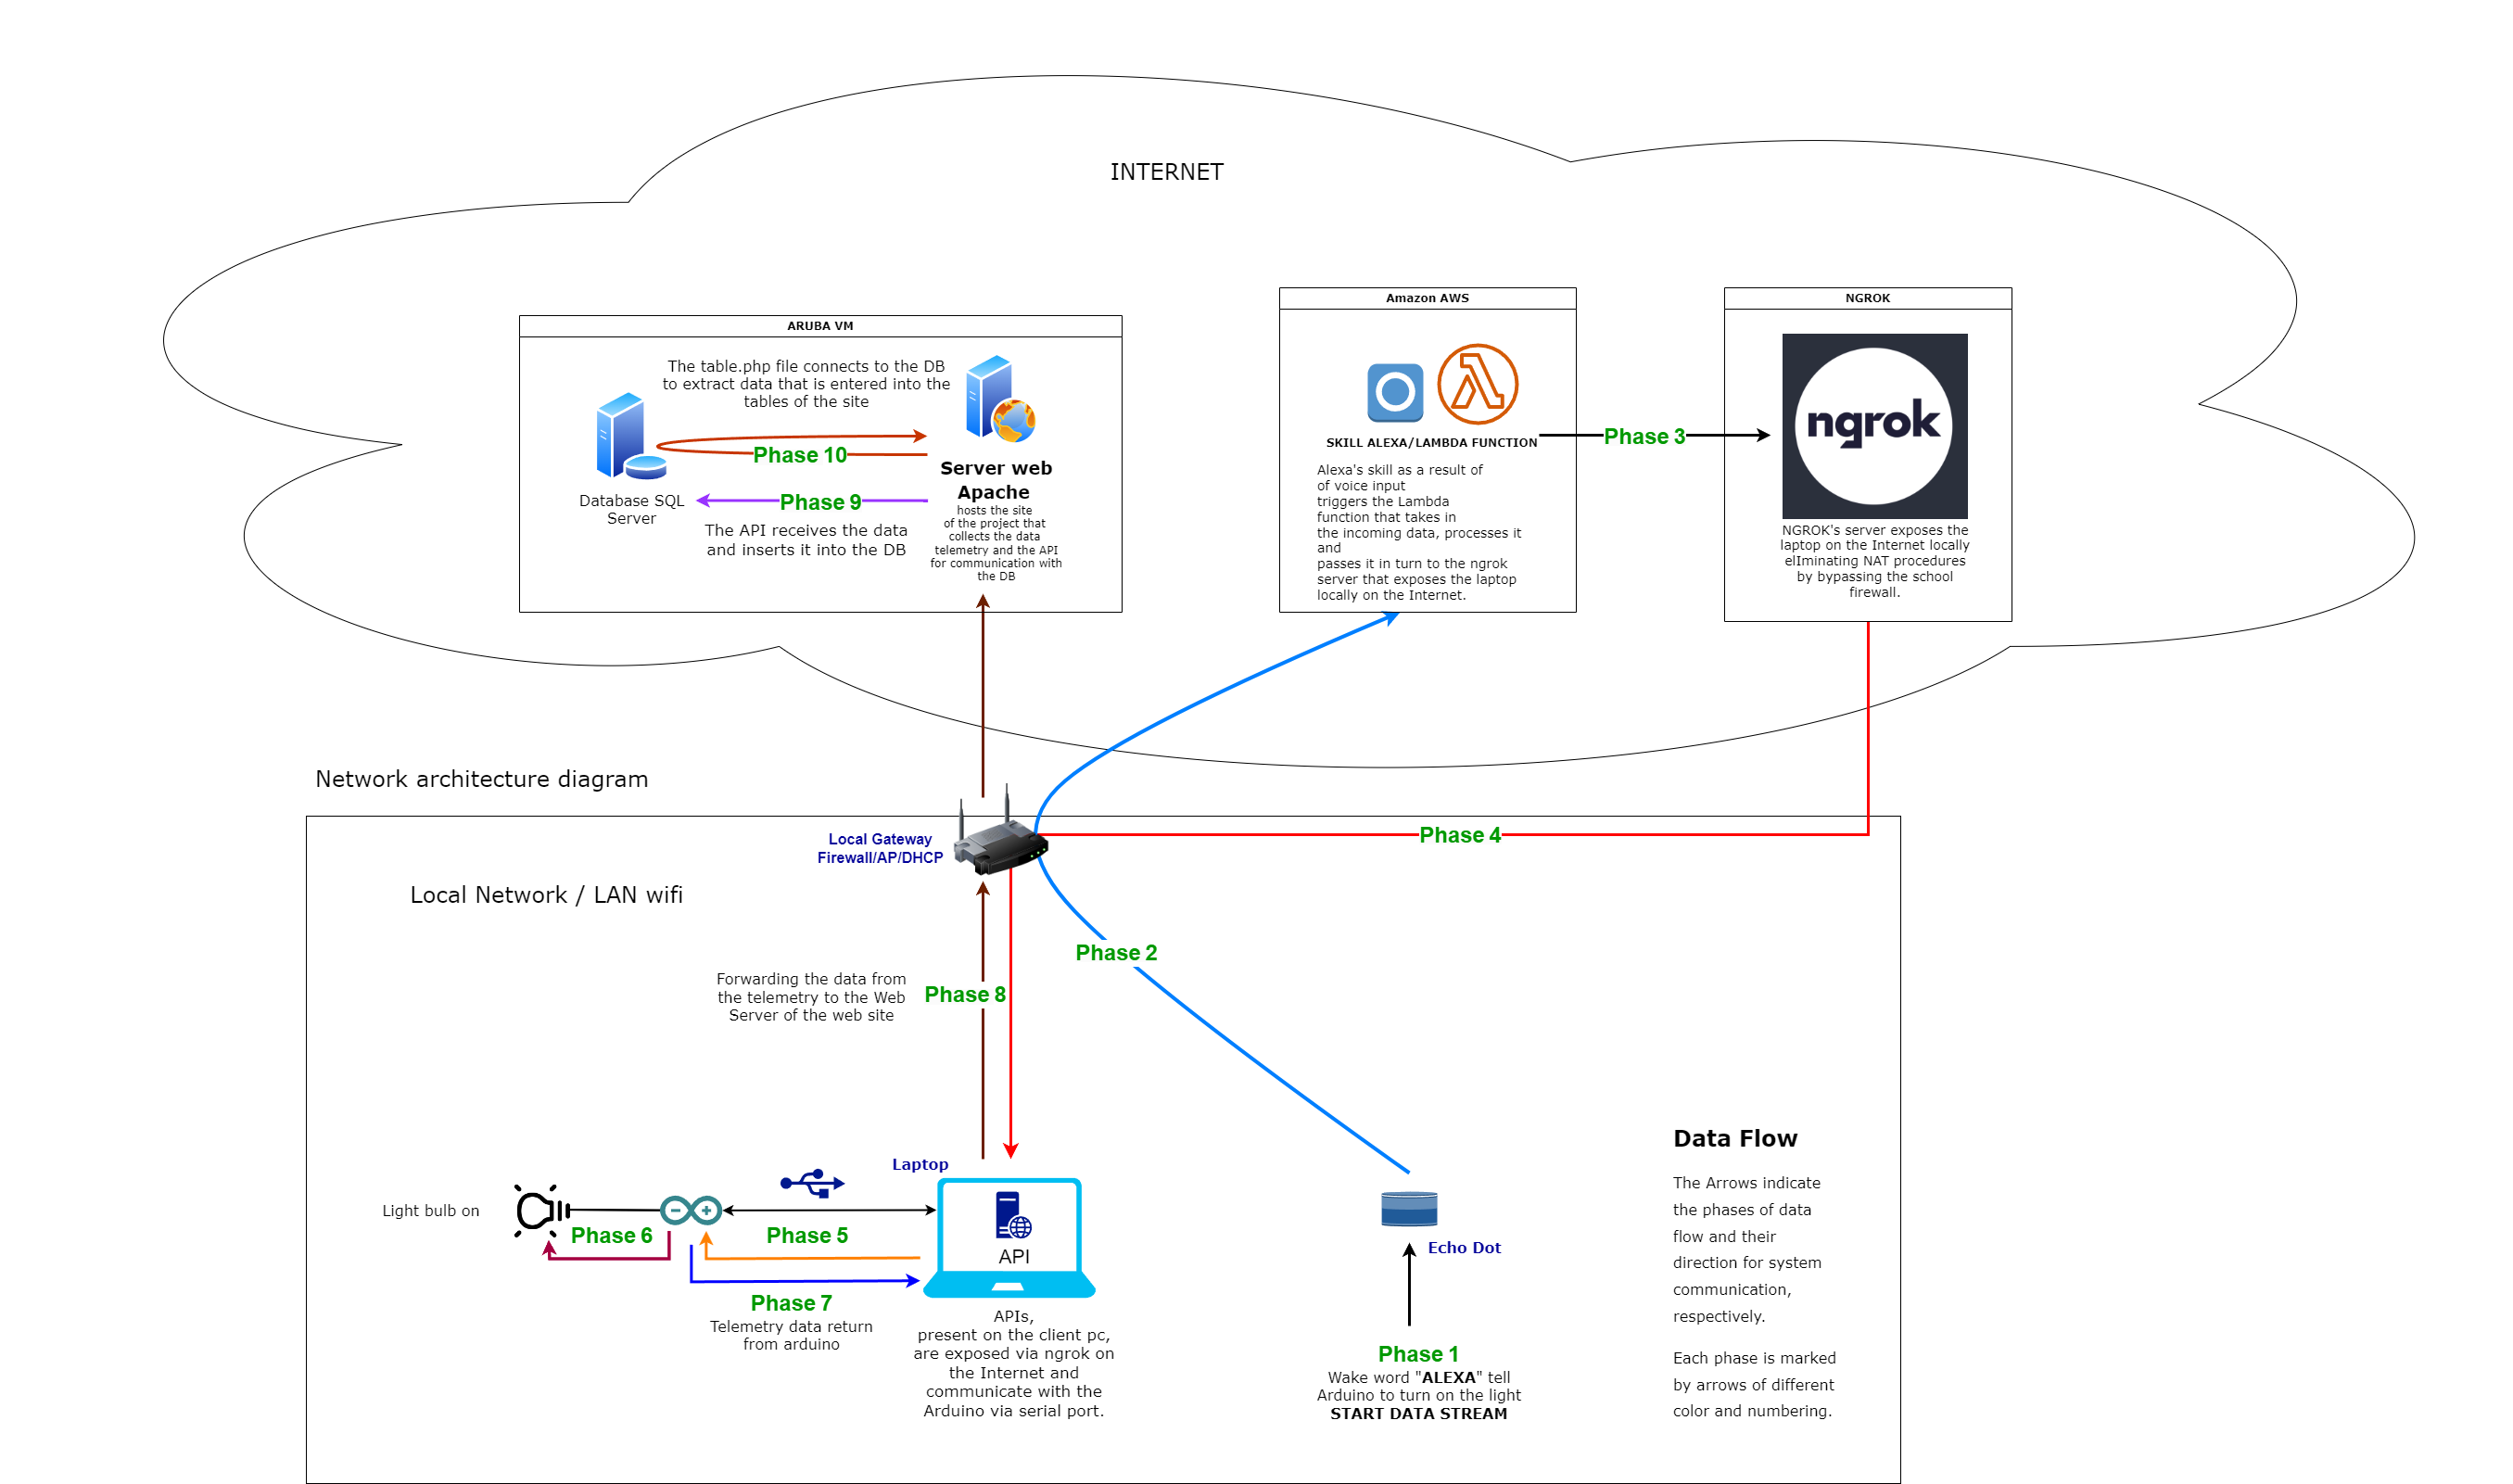 INTERNET
ARUBA VM
The table.php file connects to the DB
to extract data that is entered into the
tables of the site
Phase 10
Database SQL
Server
Phase 9
The API receives the data
and inserts it into the DB
Server web
Apache
hosts the site
of the project that
collects the data
telemetry and the API
for communication with
the DB
Amazon AWS
SKILL ALEXA/LAMBDA FUNCTION
Alexa's skill as a result of
of voice input
triggers the Lambda
function that takes in
the incoming data, processes it
and
passes it in turn to the ngrok
server that exposes the laptop
locally on the Internet.
Phase 3
NGROK
ngrok
NGROK's server exposes the
laptop on the Internet locally
elIminating NAT procedures
by bypassing the school
firewall.
Network architecture diagram
Local Gateway
Firewall/AP/DHCP
Phase 4
Local Network / LAN wifi
Phase 2
Forwarding the data from
the telemetry to the Web
Server of the web site
Phase 8
Laptop
Light bulb on
Phase 6
Phase 5
API
Phase 7
Telemetry data return
from arduino
APIs,
present on the client pc,
are exposed via ngrok on
the Internet and
communicate with the
Arduino via serial port.
Echo Dot
Phase 1
Wake word "ALEXA" tell
Arduino to turn on the light
START DATA STREAM
Data Flow
The Arrows indicate
the phases of data
flow and their
direction for system
communication,
respectively.
Each phase is marked
by arrows of different
color and numbering.